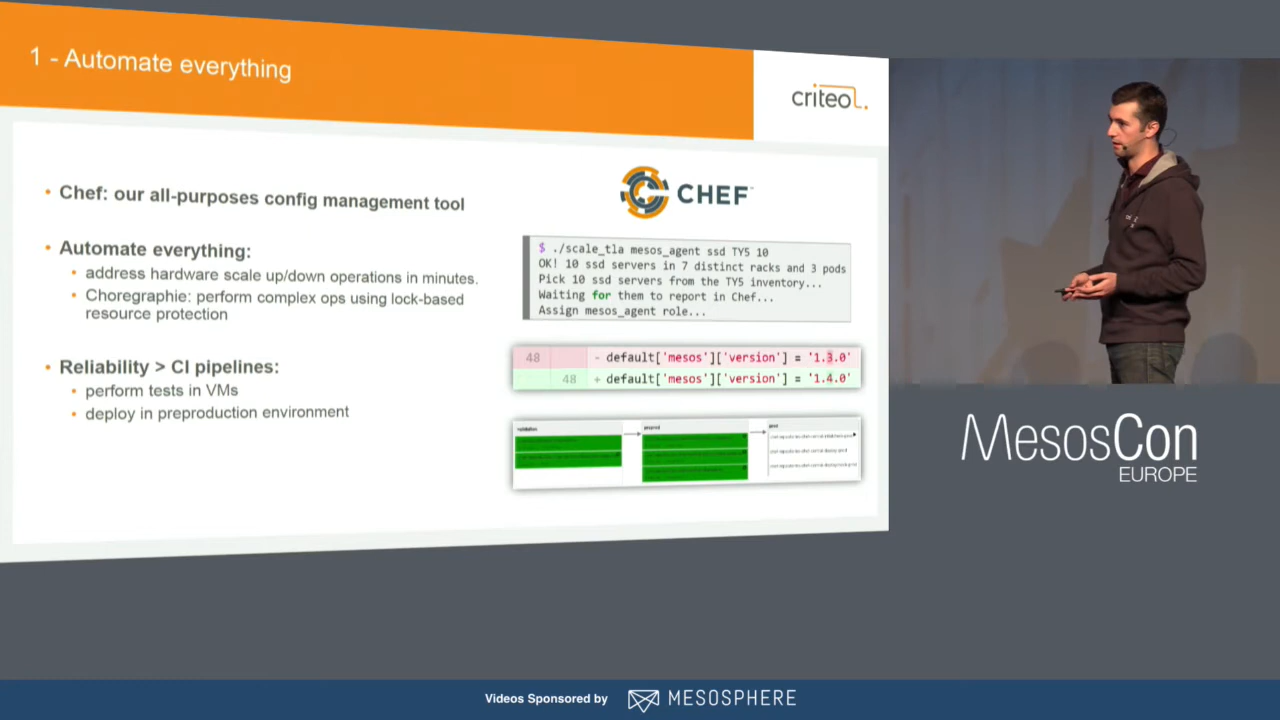 1 - Automate everything
criteo.
• Chef: our all-purposes config management tool
CHEF
• Automate everything:
• address hardware scale up/down operations in minutes.
• Choregraphie: perform complex ops using lock-based
resource protection
• Reliability > CI pipelines:
• perform tests in VMs
• deploy in preproduction environment
$ ./scale_tla mesos_agent ssd TY5 10
OK! 10 ssd servers in 7 distinct racks and 3 pods
Pick 10 ssd servers from the TY5 inventory...
Waiting for them to report in Chef...
Assign mesos_agent role...
48 - default['mesos']['version'] = '1.3.0'
48 + default['mesos']['version'] = '1.4.0'
validation preprod prod
MesosCon
EUROPE
Videos Sponsored by MESOSPHERE